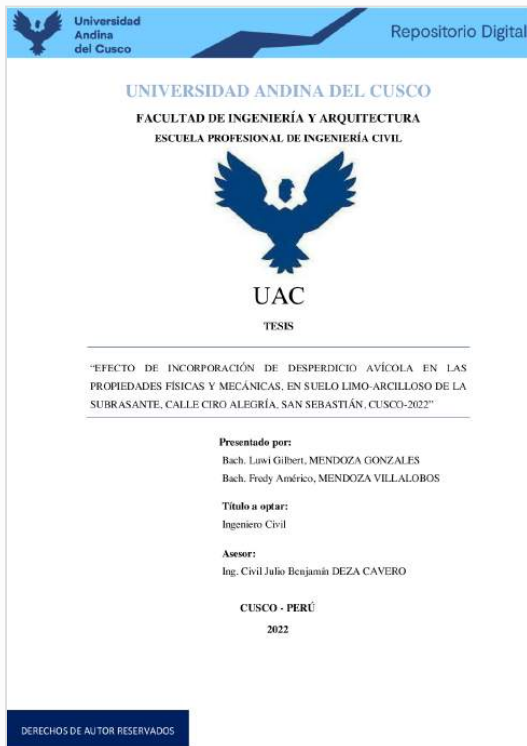 Universidad
Andina
del Cusco
Repositorio Digital
UNIVERSIDAD ANDINA DEL CUSCO
FACULTAD DE INGENIERÍA Y ARQUITECTURA
ESCUELA PROFESIONAL DE INGENIERÍA CIVIL
UAC
TESIS
“EFECTO DE INCORPORACIÓN DE DESPERDICIO AVÍCOLA EN LAS
PROPIEDADES FÍSICAS Y MECÁNICAS, EN SUELO LIMO-ARCILLOSO DE LA
SUBRASANTE, CALLE CIRO ALEGRÍA, SAN SEBASTIÁN, CUSCO-2022”
Presentado por:
Bach. Luwi Gilbert, MENDOZA GONZALES
Bach. Fredy Américo, MENDOZA VILLALOBOS
Título a optar:
Ingeniero Civil
Asesor:
Ing. Civil Julio Benjamín DEZA CAVERO
CUSCO - PERÚ
2022
DERECHOS DE AUTOR RESERVADOS